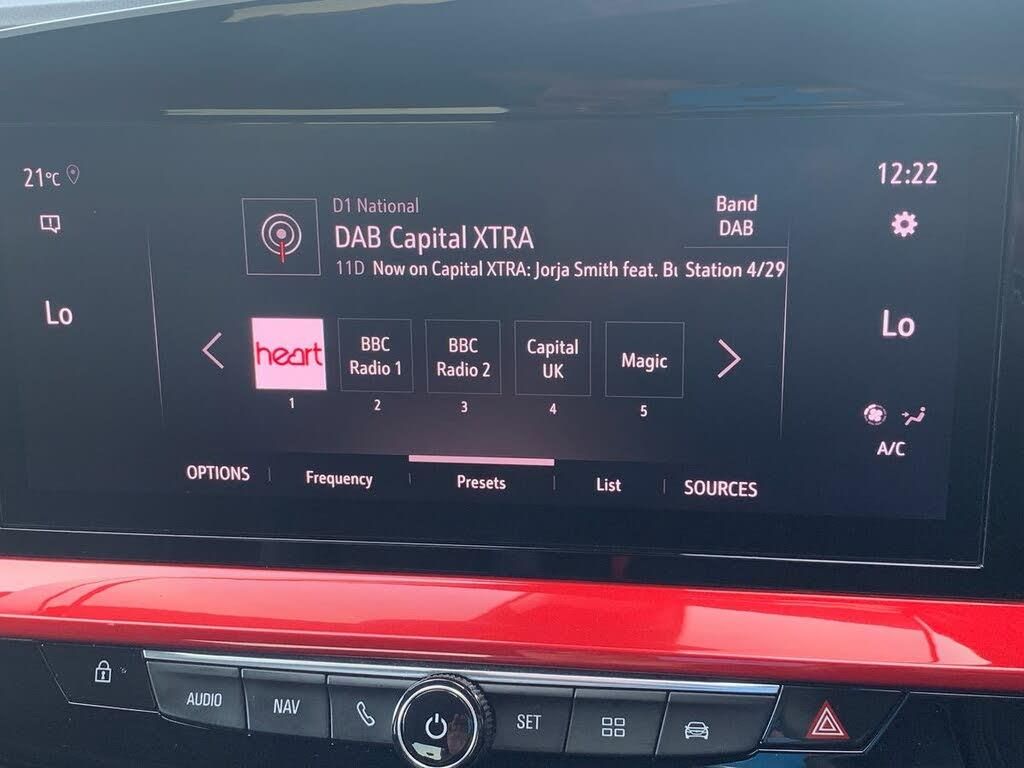 21°C
12:22
D1 National
DAB Capital XTRA
11D Now on Capital XTRA: Jorja Smith feat. Bu
Band
DAB
Station 4/29
Lo
Lo
heart
BBC
Radio 1
BBC
Radio 2
Capital
UK
Magic
1
2
3
4
5
A/C
OPTIONS
Frequency
Presets
List
SOURCES
AUDIO
NAV
SET